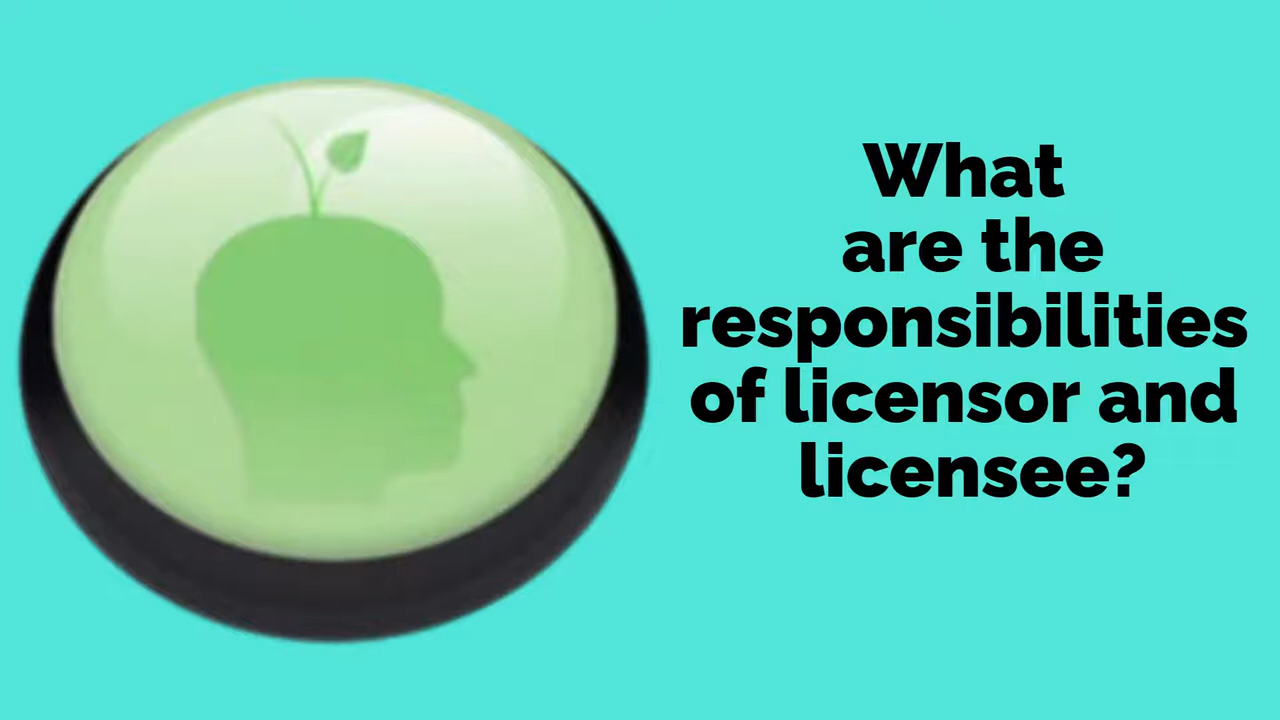 What
are the
responsibilities
of licensor and
licensee?